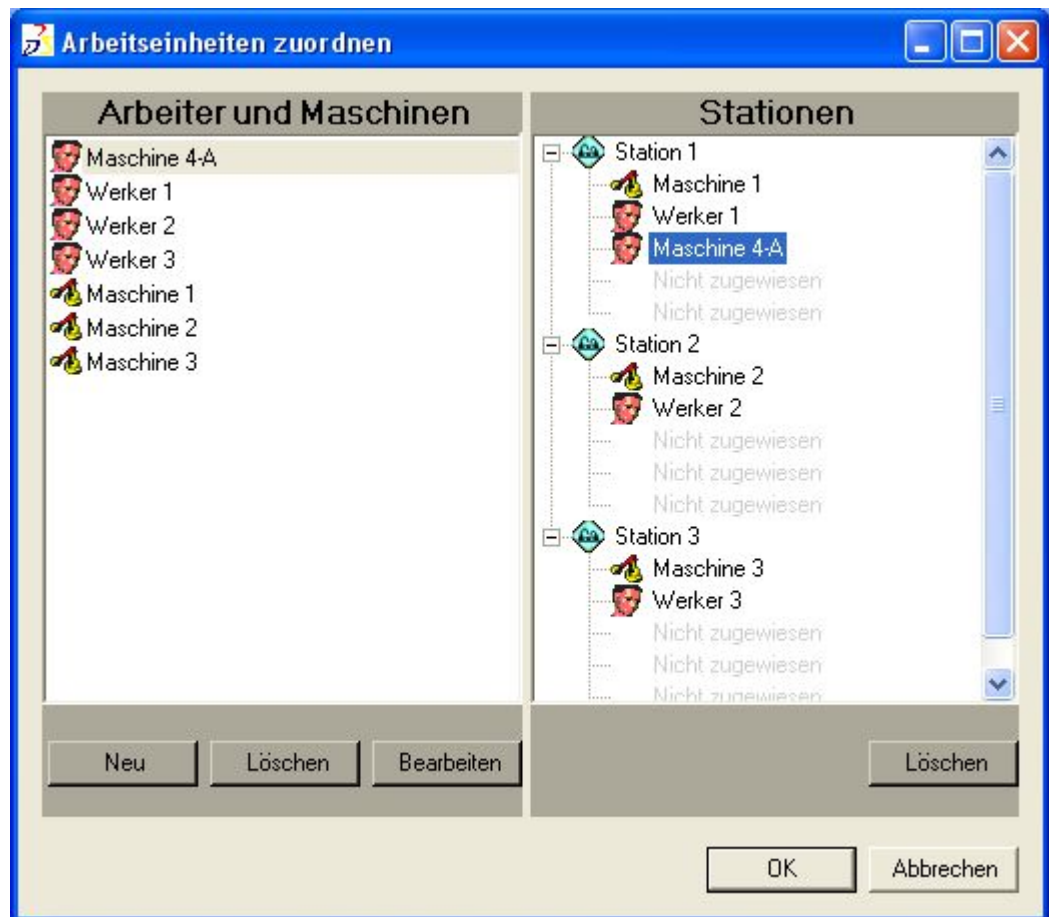 Arbeitseinheiten zuordnen
Arbeiter und Maschinen
Maschine 4-A
Werker 1
Werker 2
Werker 3
Maschine 1
Maschine 2
Maschine 3
Neu
Löschen
Bearbeiten
Stationen
Station 1
Maschine 1
Werker 1
Maschine 4-A
Nicht zugewiesen
Nicht zugewiesen
Station 2
Maschine 2
Werker 2
Nicht zugewiesen
Nicht zugewiesen
Nicht zugewiesen
Station 3
Maschine 3
Werker 3
Nicht zugewiesen
Nicht zugewiesen
Nicht zugewiesen
Löschen
OK
Abbrechen